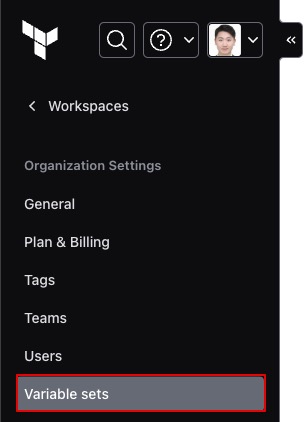 Workspaces
Organization Settings
General
Plan & Billing
Tags
Teams
Users
Variable sets